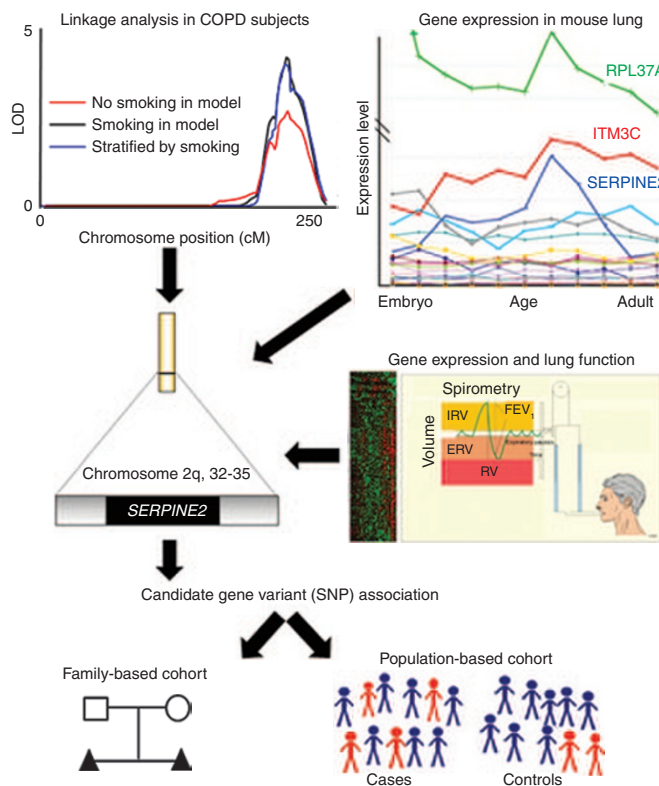 Linkage analysis in COPD subjects
5
LOD
No smoking in model
Smoking in model
Stratified by smoking
0
0
250
Chromosome position (cM)
Gene expression in mouse lung
Expression level
RPL37A
ITM3C
SERPINE2
Embryo
Age
Adult
Gene expression and lung function
Spirometry
Volume
IRV
FEV1
ERV
RV
Chromosome 2q, 32-35
SERPINE2
Candidate gene variant (SNP) association
Family-based cohort
Population-based cohort
Cases
Controls